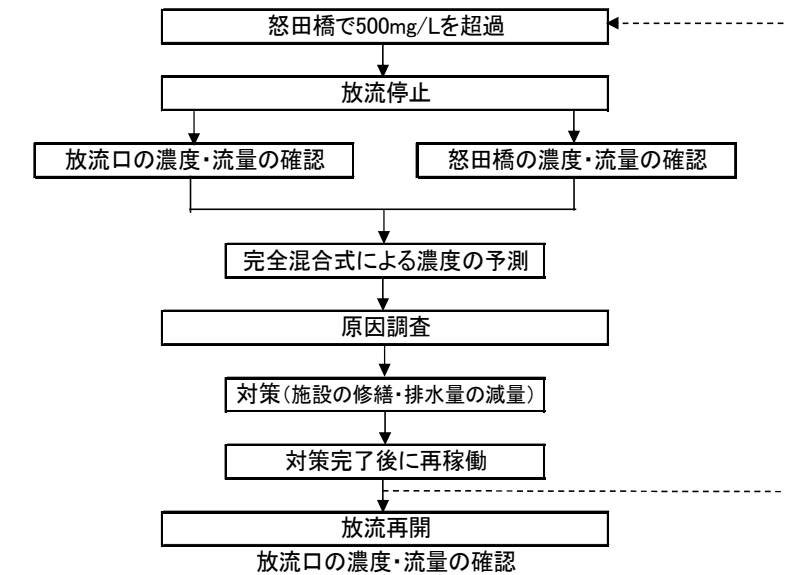 怒田橋で500mg/Lを超過
放流停止
放流口の濃度・流量の確認
怒田橋の濃度・流量の確認
完全混合式による濃度の予測
原因調査
対策（施設の修繕・排水量の減量）
対策完了後に再稼働
放流再開
放流口の濃度・流量の確認